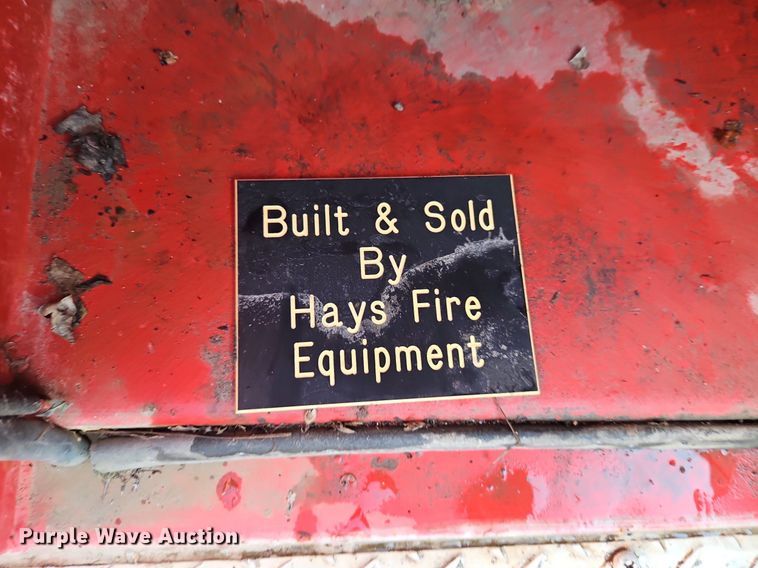 Built & Sold
By
Hays Fire
Equipment
Purple Wave Auction